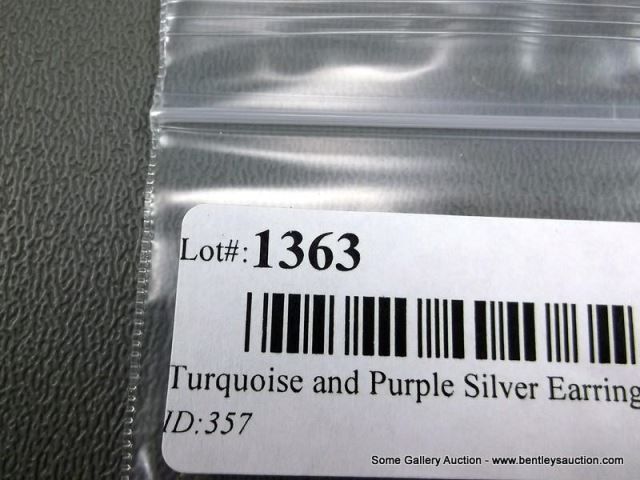 Lot#: 1363
Turquoise and Purple Silver Earring
ID:357
Some Gallery Auction - www.bentleysauction.com